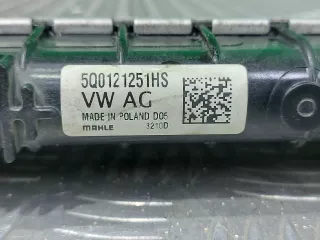 5Q0121251HS
VW AG
MADE IN POLAND D05
MAHLE 3210D